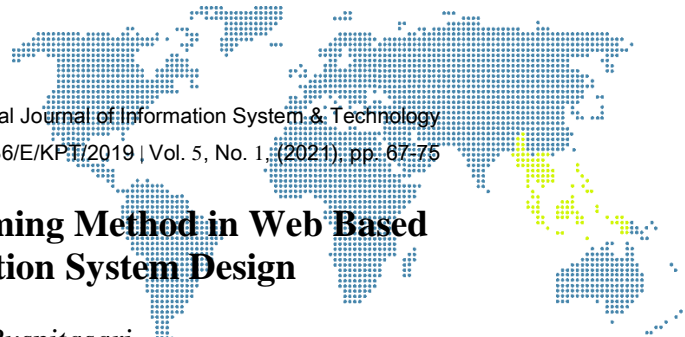 al Journal of Information System & Technology
6/E/KPT/2019 | Vol. 5, No. 1, (2021), pp. 67-75
ming Method in Web Based
tion System Design